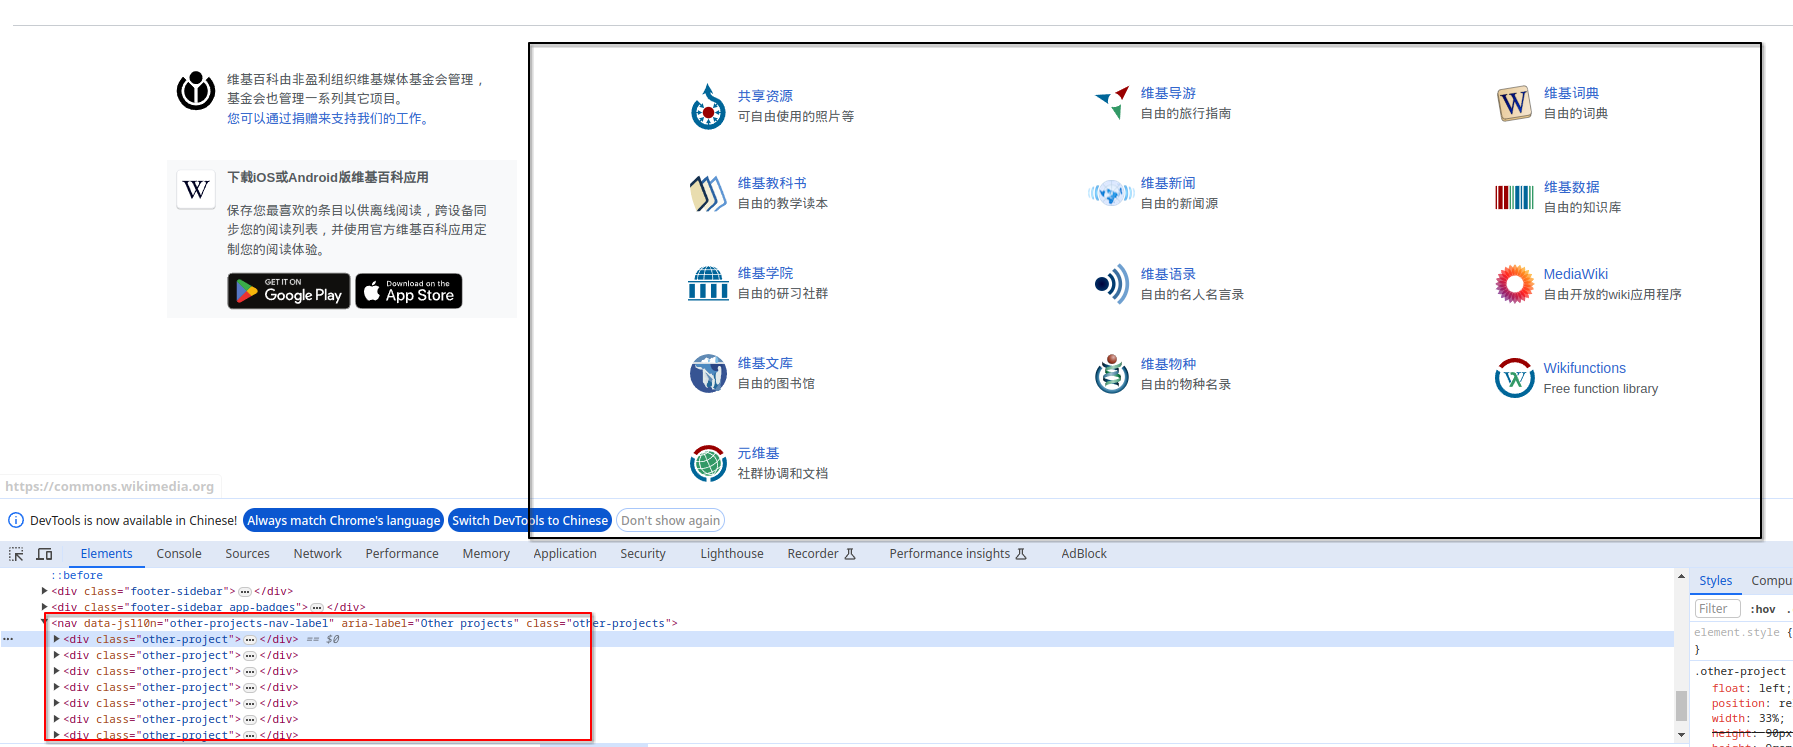 维基百科由非盈利组织维基媒体基金会管理，
基金会也管理一系列其它项目。
您可以通过捐赠来支持我们的工作。
W
下载iOS或Android版维基百科应用
保存您最喜欢的条目以供离线阅读，跨设备同
步您的阅读列表，并使用官方维基百科应用定
制您的阅读体验。
GET IT ON
Google Play
Download on the
App Store
共享资源
可自由使用的照片等
维基导游
自由的旅行指南
W
维基词典
自由的词典
维基教科书
自由的教学读本
维基新闻
自由的新闻源
维基数据
自由的知识库
维基学院
自由的研习社群
维基语录
自由的名人名言录
MediaWiki
自由开放的wiki应用程序
维基文库
自由的图书馆
维基物种
自由的物种名录
Wikifunctions
Free function library
元维基
社群协调和文档
https://commons.wikimedia.org
DevTools is now available in Chinese! Always match Chrome's language Switch DevTools to Chinese Don't show again
Elements Console Sources Network Performance Memory Application Security Lighthouse Recorder Performance insights AdBlock
::before
<div class="footer-sidebar"> ··· </div>
<div class="footer-sidebar app-badges"> ··· </div>
<nav data-jsl10n="other-projects-nav-label" aria-label="Other projects" class="other-projects">
··· <div class="other-project"> ··· </div> == $0
<div class="other-project"> ··· </div>
<div class="other-project"> ··· </div>
<div class="other-project"> ··· </div>
<div class="other-project"> ··· </div>
<div class="other-project"> ··· </div>
<div class="other-project"> ··· </div>
Styles Compu
Filter :hov .
element.style {
}
.other-project
float: left;
position: re
width: 33%;
height: 90px